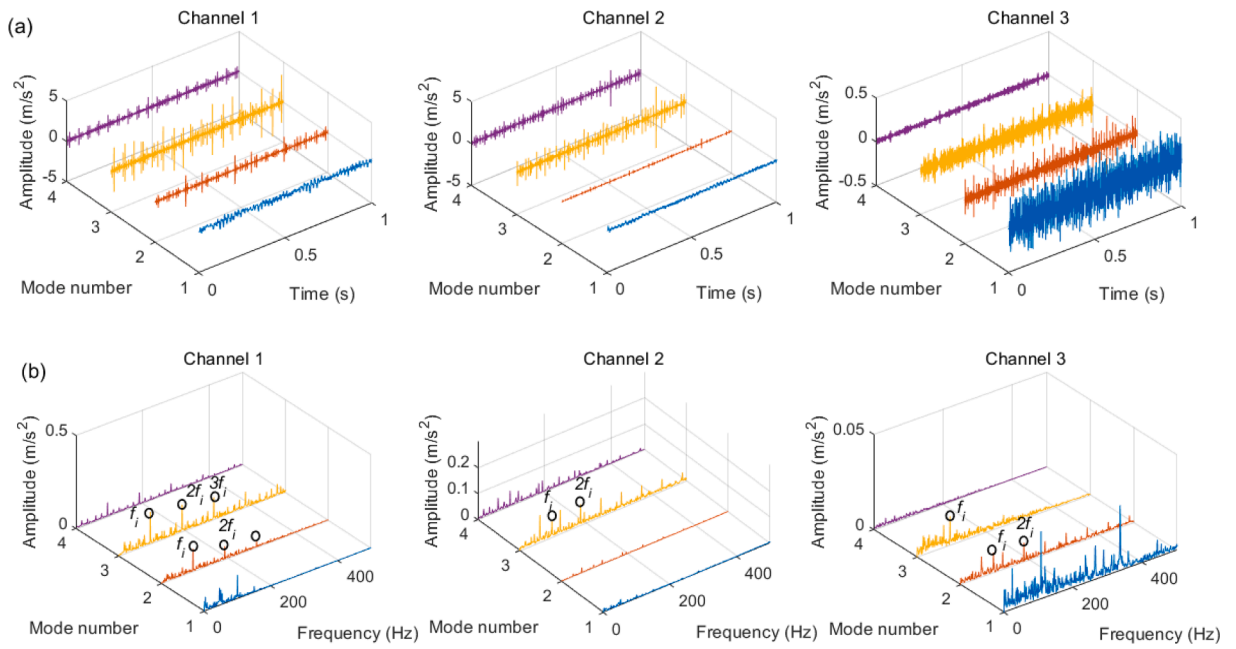 (a)
Channel 1
Channel 2
Channel 3
Amplitude (m/s²)
5
0
-5
4
3
2
1
Mode number
0
0.5
1
Time (s)
Amplitude (m/s²)
5
0
-5
4
3
2
1
Mode number
0
0.5
1
Time (s)
Amplitude (m/s²)
0.5
0
-0.5
4
3
2
1
Mode number
0
0.5
1
Time (s)
(b)
Channel 1
Channel 2
Channel 3
Amplitude (m/s²)
0.5
0
4
3
2
1
Mode number
0
200
400
Frequency (Hz)
fi
2fi
3fi
fi
2fi
Amplitude (m/s²)
0.2
0.1
0
4
3
2
1
Mode number
0
200
400
Frequency (Hz)
fi
2fi
Amplitude (m/s²)
0.05
0
4
3
2
1
Mode number
0
200
400
Frequency (Hz)
fi
fi
2fi